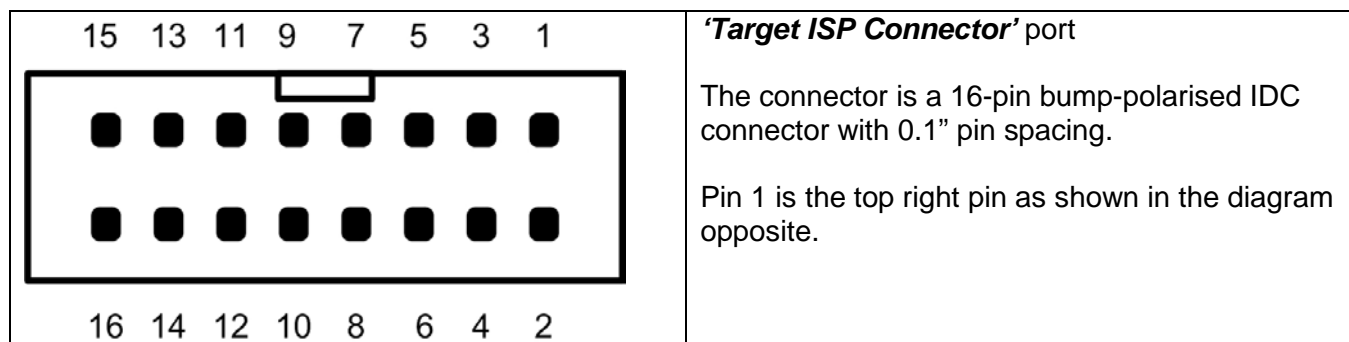 15 13 11 9 7 5 3 1
16 14 12 10 8 6 4 2
‘Target ISP Connector’ port
The connector is a 16-pin bump-polarised IDC
connector with 0.1” pin spacing.
Pin 1 is the top right pin as shown in the diagram
opposite.